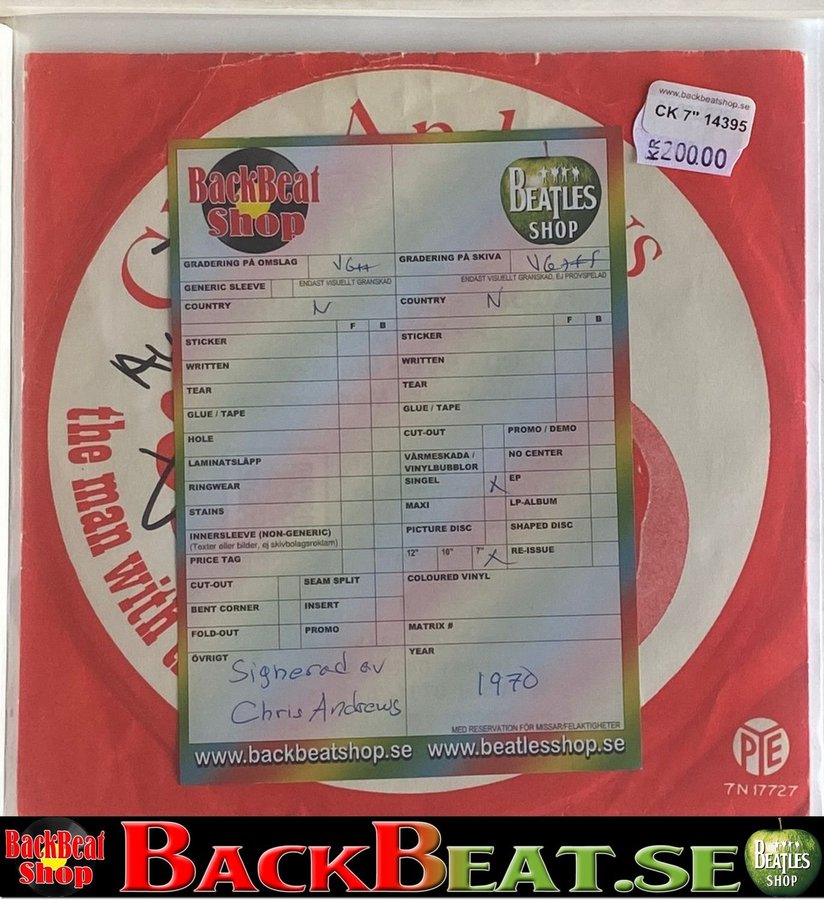 www.backbeatshop.se
CK 7" 14395
KR200.00
the man with
BackBeat
Shop
BEATLES
SHOP
GRADERING PÅ OMSLAG VG++
GRADERING PÅ SKIVA
ENDAST VISUELLT GRANSKAD
ENDAST VISUELLT GRANSKAD, EJ PROVSPELAD
GENERIC SLEEVE
COUNTRY N
F B
STICKER
WRITTEN
TEAR
GLUE / TAPE
HOLE
LAMINATSLÄPP
RINGWEAR
STAINS
INNERSLEEVE (NON-GENERIC)
(Texter eller bilder, ej skivbolagsreklam)
PRICE TAG
CUT-OUT SEAM SPLIT
BENT CORNER INSERT
FOLD-OUT PROMO
ÖVRIGT
Signerad av
Chris Andrews
COUNTRY N
F B
STICKER
WRITTEN
TEAR
GLUE / TAPE
CUT-OUT PROMO / DEMO
VÄRMESKADA / NO CENTER
VINYLBUBBLOR
SINGEL X EP
MAXI LP-ALBUM
PICTURE DISC SHAPED DISC
12" 10" 7" X RE-ISSUE
COLOURED VINYL
MATRIX #
YEAR
1970
MED RESERVATION FÖR MISSAR/FELAKTIGHETER
www.backbeatshop.se www.beatlesshop.se
PYE
7N 17727
BackBeat
Shop
BACKBEAT.SE
BEATLES
SHOP